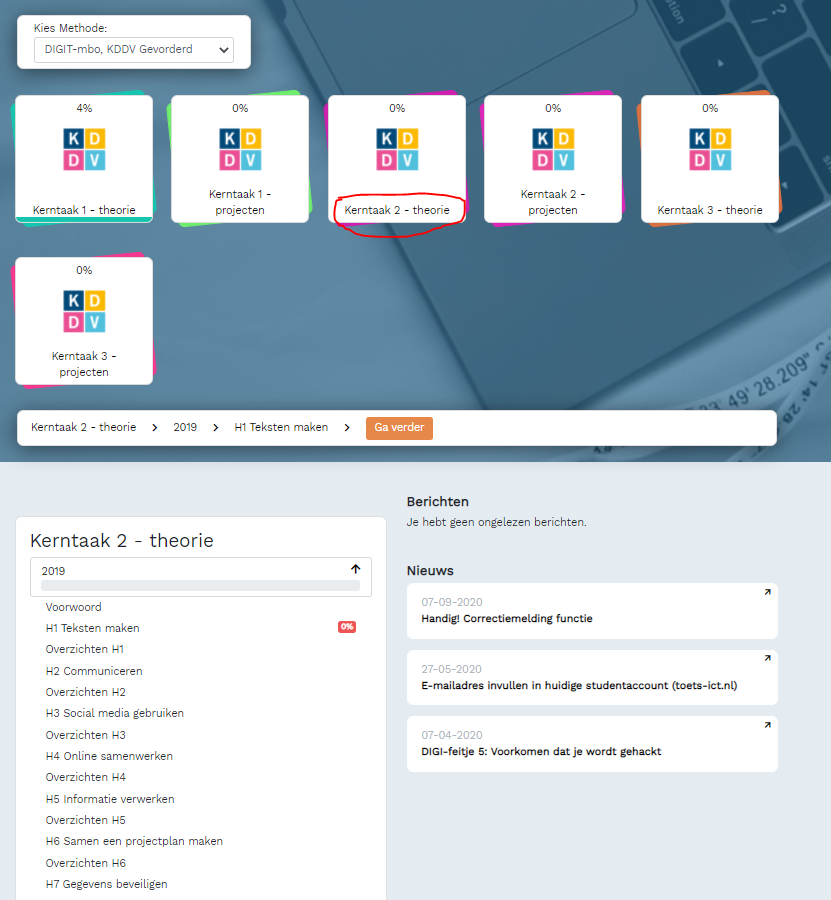 Kies Methode:
DIGIT-mbo, KDDV Gevorderd
4%
K D
D V
Kerntaak 1 - theorie
0%
K D
D V
Kerntaak 1 -
projecten
0%
K D
D V
Kerntaak 2 - theorie
0%
K D
D V
Kerntaak 2 -
projecten
0%
K D
D V
Kerntaak 3 - theorie
0%
K D
D V
Kerntaak 3 -
projecten
Kerntaak 2 - theorie > 2019 > H1 Teksten maken > Ga verder
Kerntaak 2 - theorie
2019
Voorwoord
H1 Teksten maken 0%
Overzichten H1
H2 Communiceren
Overzichten H2
H3 Social media gebruiken
Overzichten H3
H4 Online samenwerken
Overzichten H4
H5 Informatie verwerken
Overzichten H5
H6 Samen een projectplan maken
Overzichten H6
H7 Gegevens beveiligen
Berichten
Je hebt geen ongelezen berichten.
Nieuws
07-09-2020
Handig! Correctiemelding functie
27-05-2020
E-mailadres invullen in huidige studentaccount (toets-ict.nl)
07-04-2020
DIGI-feitje 5: Voorkomen dat je wordt gehackt